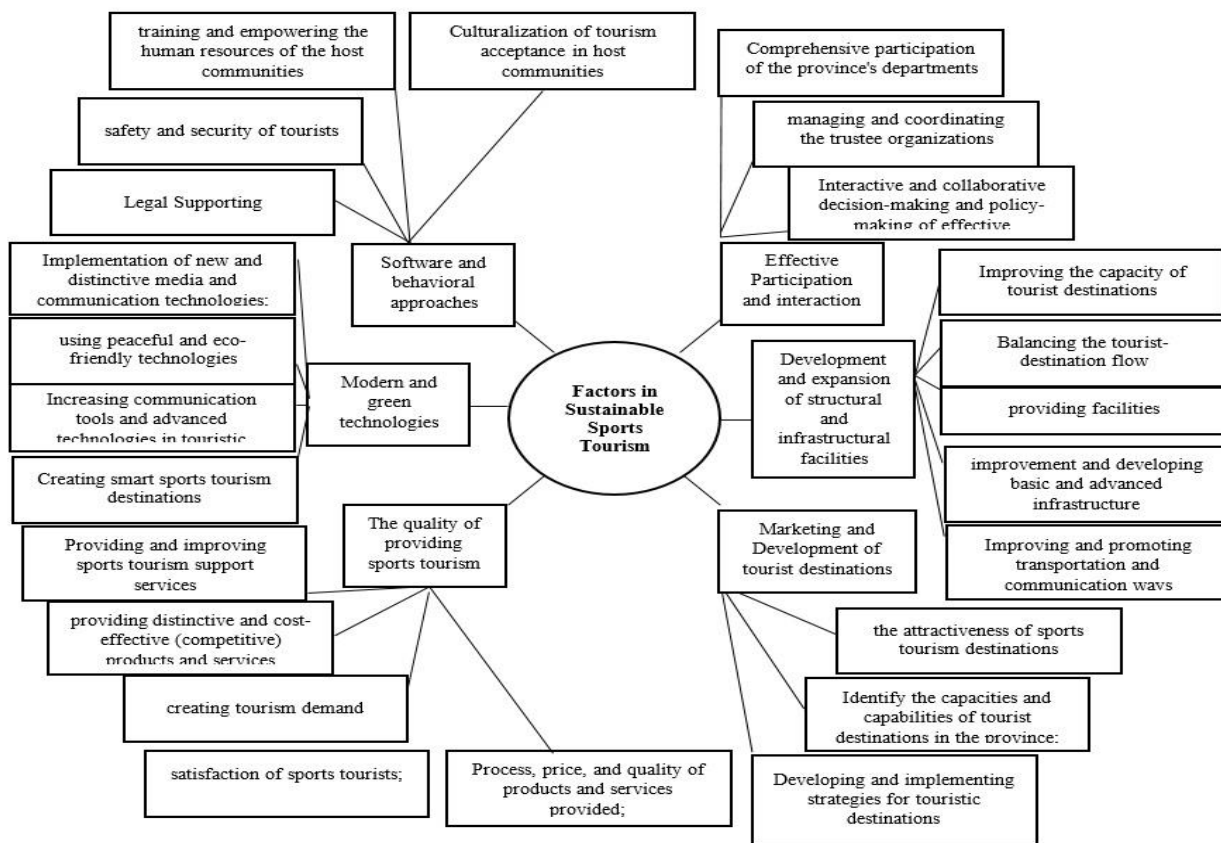 training and empowering the
human resources of the host
communities
Culturalization of tourism
acceptance in host
communities
Comprehensive participation
of the province's departments
safety and security of tourists
managing and coordinating
the trustee organizations
Legal Supporting
Interactive and collaborative
decision-making and policy-
making of effective
Implementation of new and
distinctive media and
communication technologies;
Software and
behavioral
approaches
Effective
Participation
and interaction
Improving the capacity of
tourist destinations
using peaceful and eco-
friendly technologies
Balancing the tourist-
destination flow
Increasing communication
tools and advanced
technologies in touristic
Modern and
green
technologies
Factors in
Sustainable
Sports
Tourism
Development
and expansion
of structural
and
infrastructural
facilities
providing facilities
Creating smart sports tourism
destinations
improvement and developing
basic and advanced
infrastructure
Providing and improving
sports tourism support
services
The quality of
providing
sports tourism
Marketing and
Development of
tourist destinations
Improving and promoting
transportation and
communication ways
providing distinctive and cost-
effective (competitive)
products and services
the attractiveness of sports
tourism destinations
creating tourism demand
Identify the capacities and
capabilities of tourist
destinations in the province;
satisfaction of sports tourists;
Process, price, and quality of
products and services
provided;
Developing and implementing
strategies for touristic
destinations